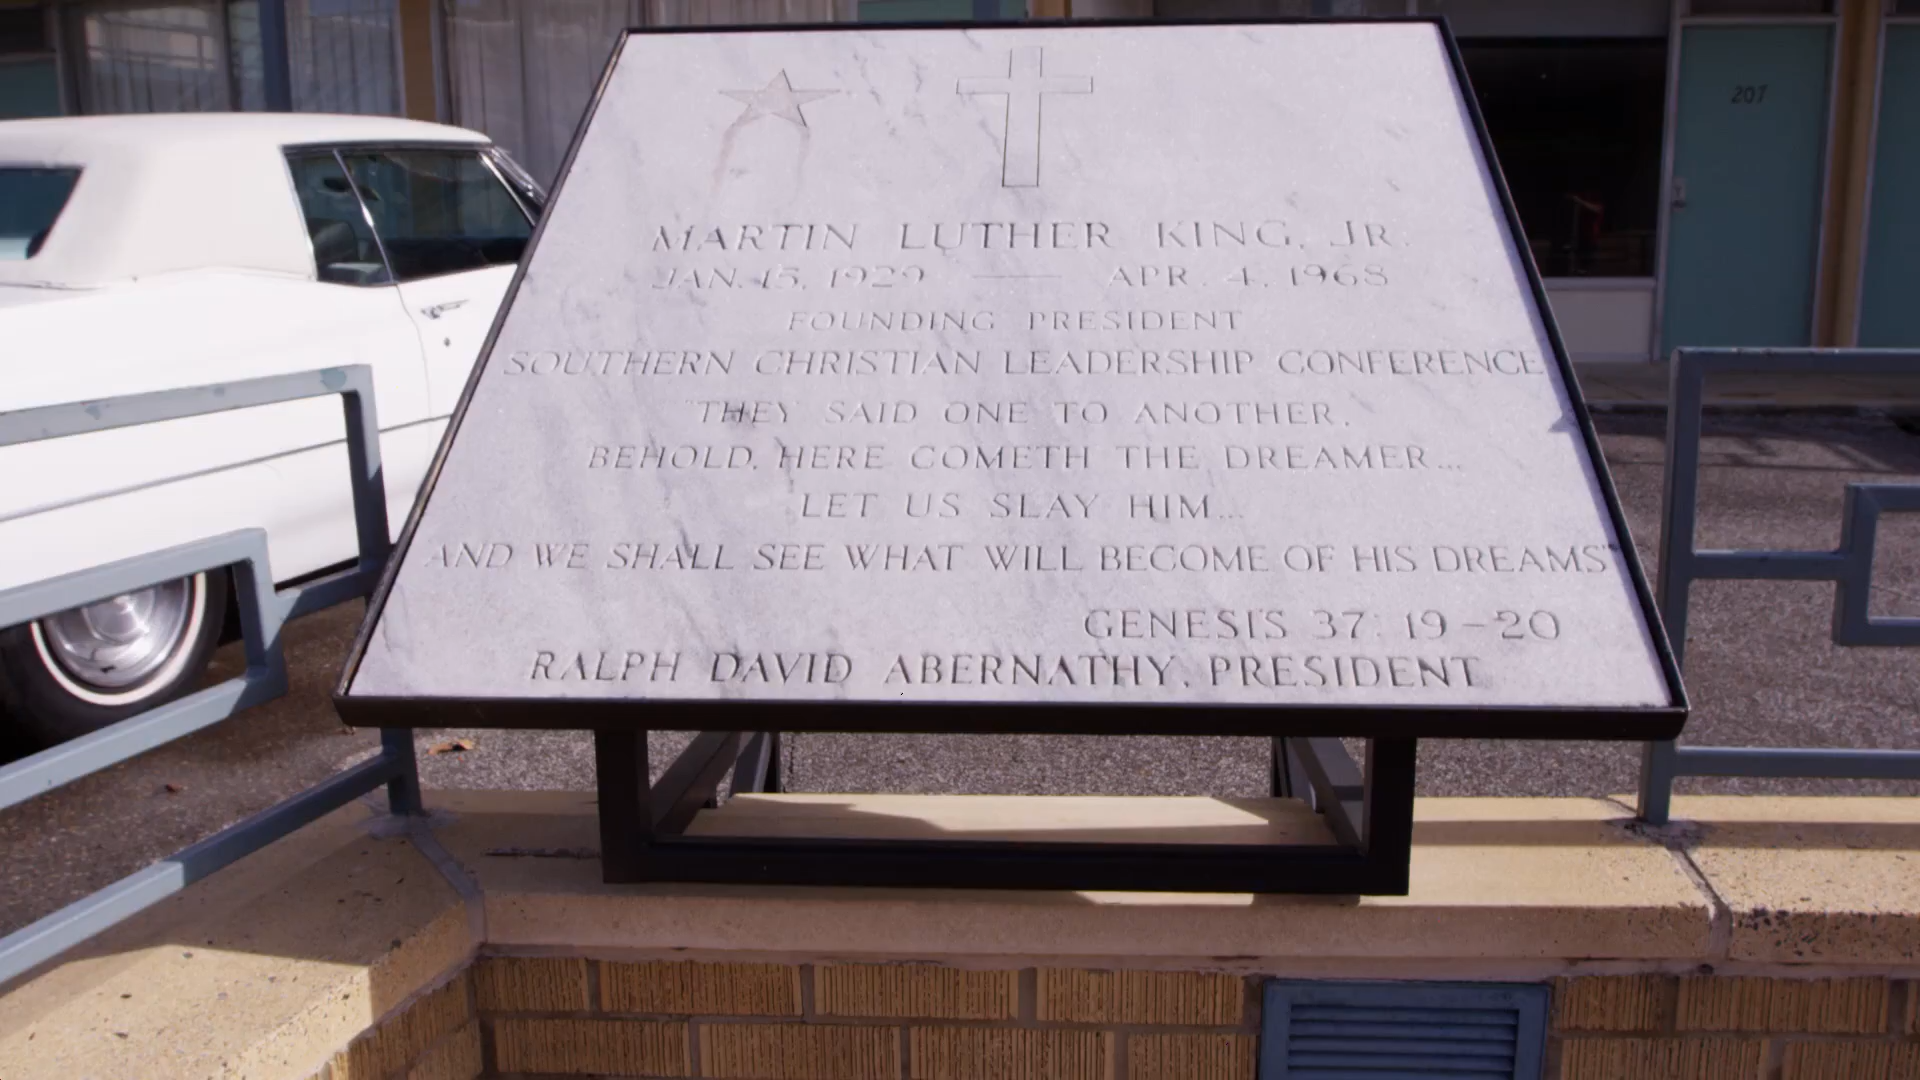 MARTIN LUTHER KING, JR.
JAN. 15, 1929 — APR. 4, 1968
FOUNDING PRESIDENT
SOUTHERN CHRISTIAN LEADERSHIP CONFERENCE
"THEY SAID ONE TO ANOTHER,
BEHOLD, HERE COMETH THE DREAMER...
LET US SLAY HIM...
AND WE SHALL SEE WHAT WILL BECOME OF HIS DREAMS"
GENESIS 37: 19-20
RALPH DAVID ABERNATHY, PRESIDENT
207